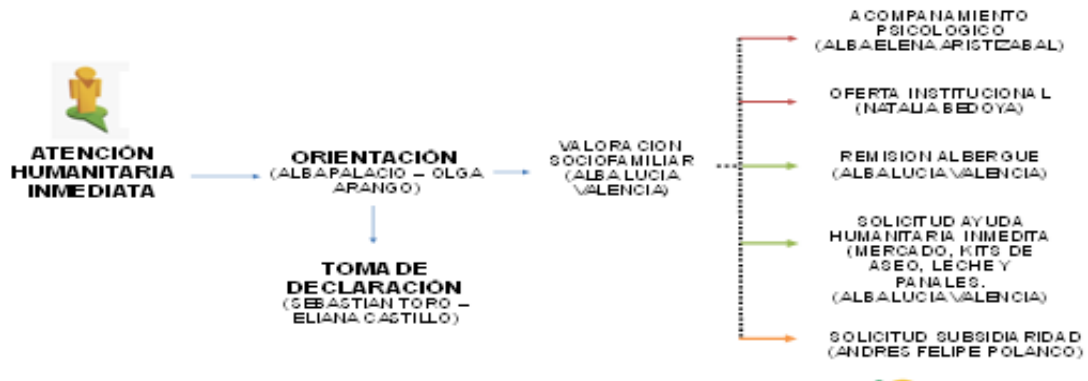 ATENCIÓN
HUMANITARIA
INMEDIATA
ORIENTACIÓN
(ALBA PALACIO – OLGA
ARANGO)
TOMA DE
DECLARACIÓN
(SEBASTIAN TORO –
ELIANA CASTILLO)
VALORACION
SOCIOFAMILIAR
(ALBA LUCIA
VALENCIA)
ACOMPANAMIENTO
PSICOLOGICO
(ALBA ELENA ARISTIZABAL)
OFERTA INSTITUCIONAL
(NATALIA BEDOYA)
REMISION ALBERGUE
(ALBA LUCIA VALENCIA)
SOLICITUD AYUDA
HUMANITARIA INMEDITA
(MERCADO, KITS DE
ASEO, LECHE Y
PANALES.
(ALBA LUCIA VALENCIA)
SOLICITUD SUBSIDIARIDAD
(ANDRES FELIPE POLANCO)